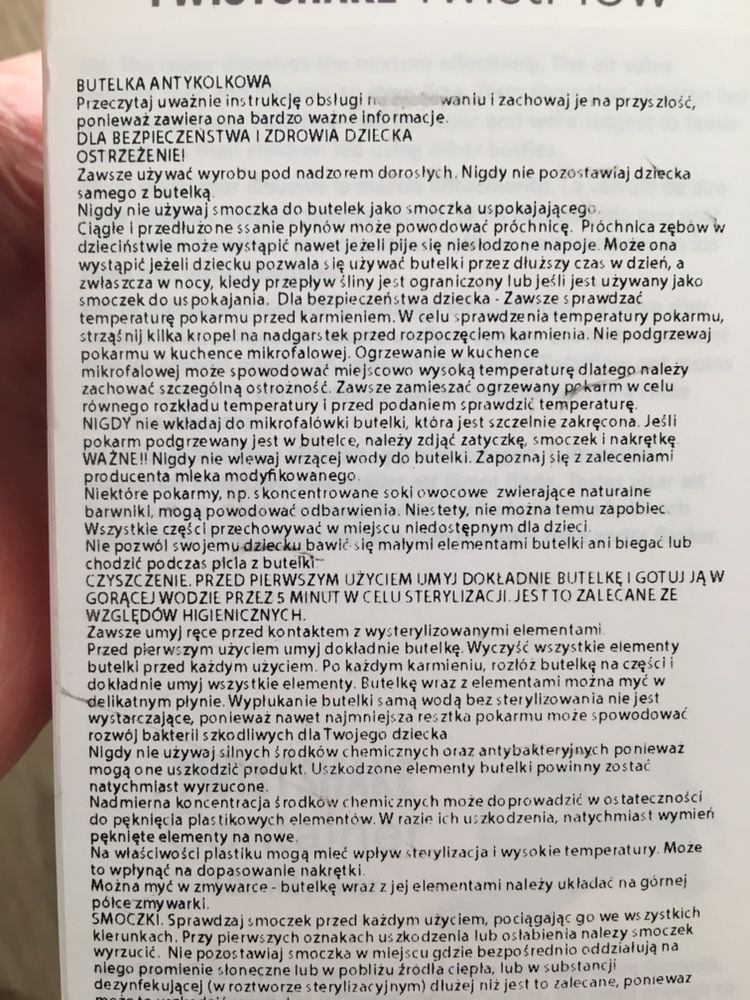 BUTELKA ANTYKOLKOWA
Przeczytaj uważnie instrukcję obsługi waniu i zachowaj je na przyszłość,
ponieważ zawiera ona bardzo ważne informacje.
DLA BEZPIECZEŃSTWA I ZDROWIA DZIECKA
OSTRZEŻENIE!
Zawsze używać wyrobu pod nadzorem dorosłych. Nigdy nie pozostawiaj dziecka
samego z butelką.
Nigdy nie używaj smoczka do butelek jako smoczka uspokajającego.
Ciągłe i przedłużone ssanie płynów może powodować próchnicę. Próchnica zębów w
dzieciństwie może wystąpić nawet jeżeli pije się niesłodzone napoje. Może ona
wystąpić jeżeli dziecku pozwala się używać butelki przez dłuższy czas w dzień, a
zwłaszcza w nocy, kiedy przepływ śliny jest ograniczony lub jeśli jest używany jako
smoczek do uspokajania. Dla bezpieczeństwa dziecka - Zawsze sprawdzać
temperaturę pokarmu przed karmieniem. W celu sprawdzenia temperatury pokarmu,
strząśnij kilka kropel na nadgarstek przed rozpoczęciem karmienia. Nie podgrzewaj
pokarmu w kuchence mikrofalowej. Ogrzewanie w kuchence
mikrofalowej może spowodować miejscowo wysoką temperaturę dlatego należy
zachować szczególną ostrożność. Zawsze zamieszać ogrzewany pokarm w celu
równego rozkładu temperatury i przed podaniem sprawdzić temperaturę.
NIGDY nie wkładaj do mikrofalówki butelki, która jest szczelnie zakręcona. Jeśli
pokarm podgrzewany jest w butelce, należy zdjąć zatyczkę, smoczek i nakrętkę.
WAŻNE!! Nigdy nie wlewaj wrzącej wody do butelki. Zapoznaj się z zaleceniami
producenta mleka modyfikowanego.
Niektóre pokarmy, np. skoncentrowane soki owocowe zwierające naturalne
barwniki, mogą powodować odbarwienia. Niestety, nie można temu zapobiec.
Wszystkie części przechowywać w miejscu niedostępnym dla dzieci.
Nie pozwól swojemu dziecku bawić się małymi elementami butelki ani biegać lub
chodzić podczas picia z butelki
CZYSZCZENIE. PRZED PIERWSZYM UŻYCIEM UMYJ DOKŁADNIE BUTELKĘ I GOTUJ JĄ W
GORĄCEJ WODZIE PRZEZ 5 MINUT W CELU STERYLIZACJI. JEST TO ZALECANE ZE
WZGLĘDÓW HIGIENICZNYCH.
Zawsze umyj ręce przed kontaktem z wysterylizowanymi elementami.
Przed pierwszym użyciem umyj dokładnie butelkę. Wyczyść wszystkie elementy
butelki przed każdym użyciem. Po każdym karmieniu, rozłóż butelkę na części i
dokładnie umyj wszystkie elementy. Butelkę wraz z elementami można myć w
delikatnym płynie. Wypłukanie butelki samą wodą bez sterylizowania nie jest
wystarczające, ponieważ nawet najmniejsza resztka pokarmu może spowodować
rozwój bakterii szkodliwych dla Twojego dziecka
Nigdy nie używaj silnych środków chemicznych oraz antybakteryjnych ponieważ
mogą one uszkodzić produkt. Uszkodzone elementy butelki powinny zostać
natychmiast wyrzucone.
Nadmierna koncentracja środków chemicznych może doprowadzić w ostateczności
do pęknięcia plastikowych elementów. W razie ich uszkodzenia, natychmiast wymień
pęknięte elementy na nowe.
Na właściwości plastiku mogą mieć wpływ sterylizacja i wysokie temperatury. Może
to wpłynąć na dopasowanie nakrętki.
Można myć w zmywarce - butelkę wraz z jej elementami należy układać na górnej
półce zmywarki.
SMOCZKI. Sprawdzaj smoczek przed każdym użyciem, pociągając go we wszystkich
kierunkach. Przy pierwszych oznakach uszkodzenia lub osłabienia należy smoczek
wyrzucić. Nie pozostawiaj smoczka w miejscu gdzie bezpośrednio oddziałują na
niego promienie słoneczne lub w pobliżu źródła ciepła, lub w substancji
dezynfekującej (w roztworze sterylizacyjnym) dłużej niż jest to zalecane, ponieważ